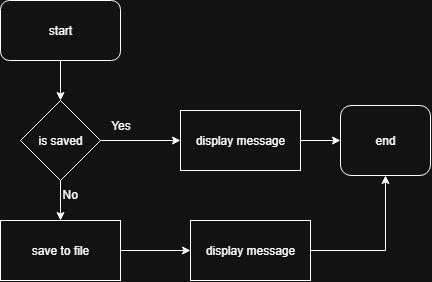 start
is saved
Yes
display message
end
No
save to file
display message